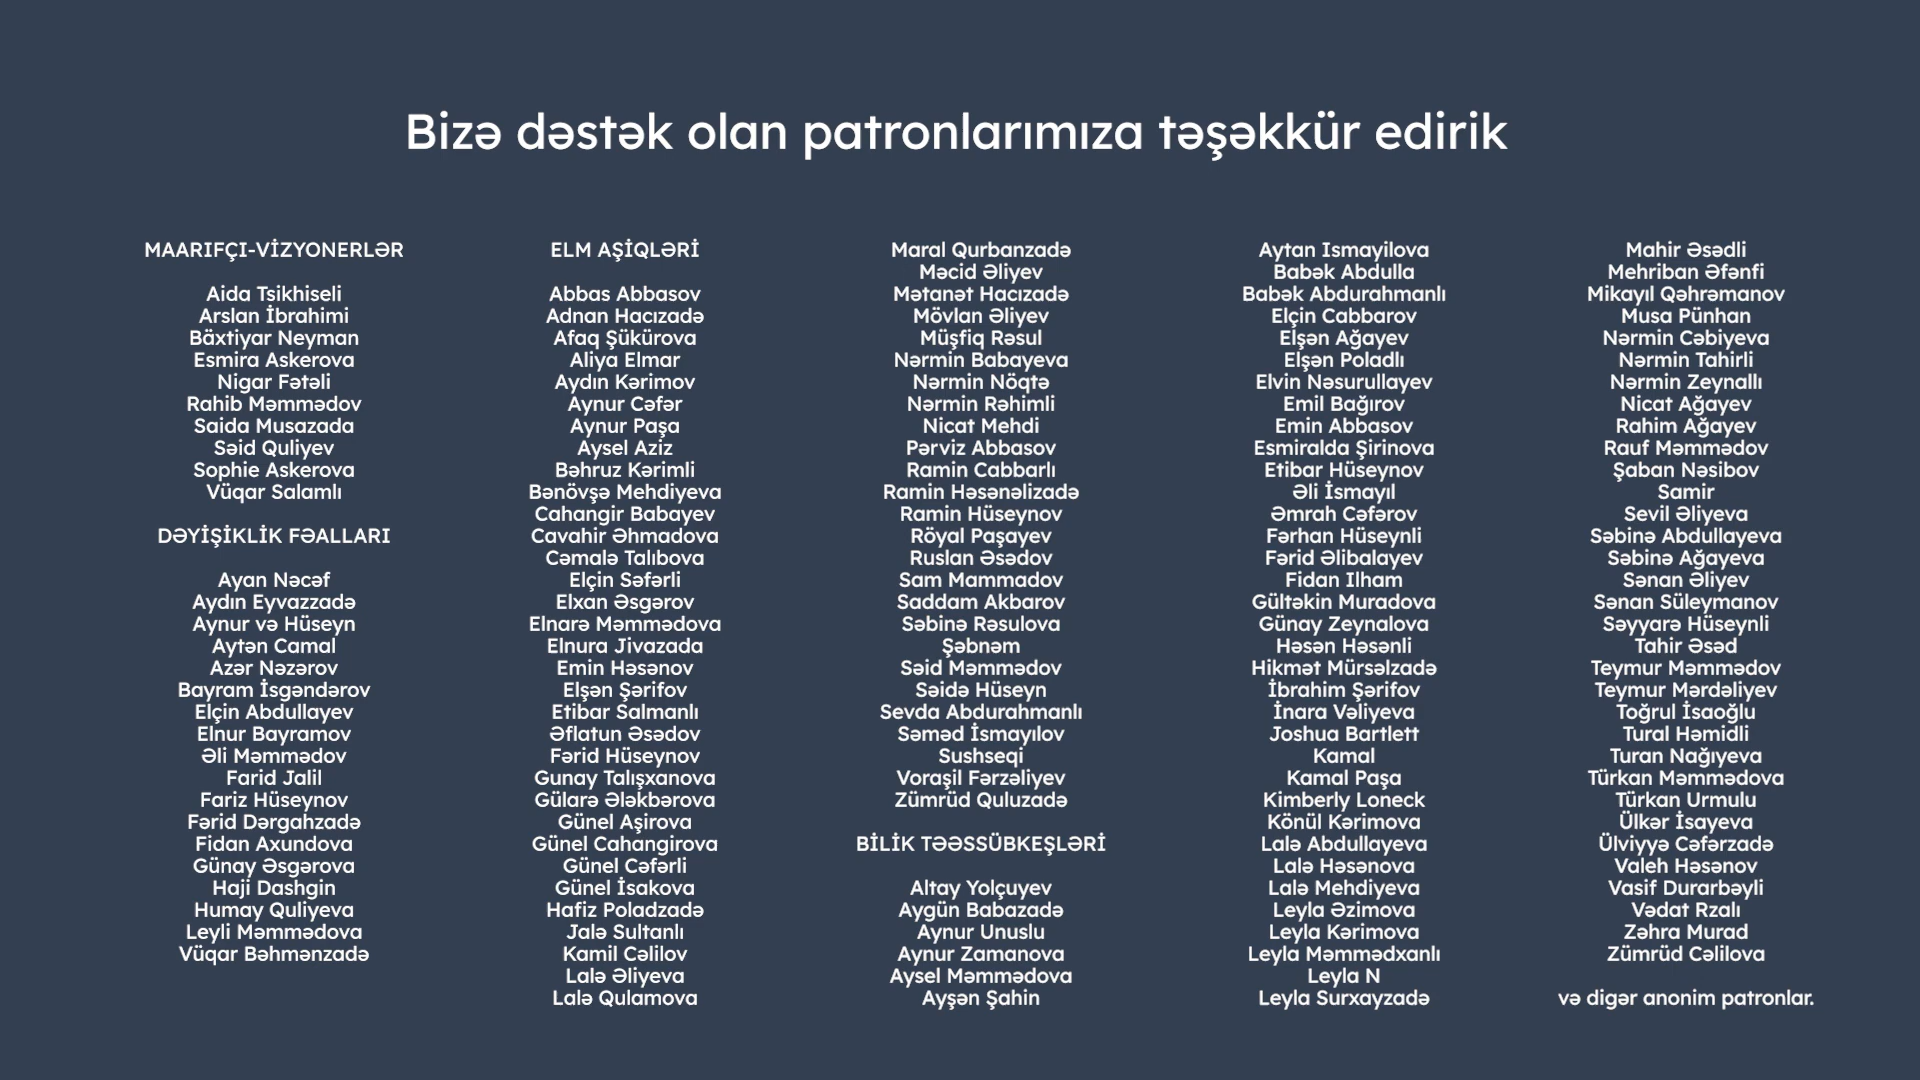 Bizə dəstək olan patronlarımıza təşəkkür edirik
MAARIFÇI-VİZYONERLƏR
Aida Tsikhiseli
Arslan İbrahimi
Bäxtiyar Neyman
Esmira Askerova
Nigar Fətəli
Rahib Məmmədov
Saida Musazada
Səid Quliyev
Sophie Askerova
Vüqar Salamlı
DƏYİŞİKLİK FƏALLARI
Ayan Nəcəf
Aydın Eyvazzadə
Aynur və Hüseyn
Aytən Camal
Azər Nəzərov
Bayram İsgəndərov
Elçin Abdullayev
Elnur Bayramov
Əli Məmmədov
Farid Jalil
Fariz Hüseynov
Fərid Dərgahzadə
Fidan Axundova
Günay Əsgərova
Haji Dashgin
Humay Quliyeva
Leyli Məmmədova
Vüqar Bəhmənzadə
ELM AŞİQLƏRİ
Abbas Abbasov
Adnan Hacızadə
Afaq Şükürova
Aliya Elmar
Aydın Kərimov
Aynur Cəfər
Aynur Paşa
Aysel Aziz
Bəhruz Kərimli
Bənövşə Mehdiyeva
Cahangir Babayev
Cavahir Əhmadova
Cəmalə Talıbova
Elçin Səfərli
Elxan Əsgərov
Elnarə Məmmədova
Elnura Jivazada
Emin Həsənov
Elşən Şərifov
Etibar Salmanlı
Əflatun Əsədov
Fərid Hüseynov
Gunay Talışxanova
Gülarə Ələkbərova
Günel Aşirova
Günel Cahangirova
Günel Cəfərli
Günel İsakova
Hafiz Poladzadə
Jalə Sultanlı
Kamil Cəlilov
Lalə Əliyeva
Lalə Qulamova
Maral Qurbanzadə
Məcid Əliyev
Mətanət Hacızadə
Mövlan Əliyev
Müşfiq Rəsul
Nərmin Babayeva
Nərmin Nöqtə
Nərmin Rəhimli
Nicat Mehdi
Pərviz Abbasov
Ramin Cabbarlı
Ramin Həsənəlizadə
Ramin Hüseynov
Röyal Paşayev
Ruslan Əsədov
Sam Mammadov
Saddam Akbarov
Səbinə Rəsulova
Şəbnəm
Səid Məmmədov
Səidə Hüseyn
Sevda Abdurahmanlı
Səməd İsmayılov
Sushseqi
Voraşil Fərzəliyev
Zümrüd Quluzadə
BİLİK TƏƏSSÜBKEŞLƏRİ
Altay Yolçuyev
Aygün Babazadə
Aynur Unuslu
Aynur Zamanova
Aysel Məmmədova
Ayşən Şahin
Aytan Ismayilova
Babək Abdulla
Babək Abdurahmanlı
Elçin Cabbarov
Elşən Ağayev
Elşən Poladlı
Elvin Nəsurullayev
Emil Bağırov
Emin Abbasov
Esmiralda Şirinova
Etibar Hüseynov
Əli İsmayıl
Əmrah Cəfərov
Fərhan Hüseynli
Fərid Əlibalayev
Fidan Ilham
Gültəkin Muradova
Günay Zeynalova
Həsən Həsənli
Hikmət Mürsəlzadə
İbrahim Şərifov
İnara Vəliyeva
Joshua Bartlett
Kamal
Kamal Paşa
Kimberly Loneck
Könül Kərimova
Lalə Abdullayeva
Lalə Həsənova
Lalə Mehdiyeva
Leyla Əzimova
Leyla Kərimova
Leyla Məmmədxanlı
Leyla N
Leyla Surxayzadə
Mahir Əsədli
Mehriban Əfənfi
Mikayıl Qəhrəmanov
Musa Pünhan
Nərmin Cəbiyeva
Nərmin Tahirli
Nərmin Zeynallı
Nicat Ağayev
Rahim Ağayev
Rauf Məmmədov
Şaban Nəsibov
Samir
Sevil Əliyeva
Səbinə Abdullayeva
Səbinə Ağayeva
Sənan Əliyev
Sənan Süleymanov
Səyyarə Hüseynli
Tahir Əsəd
Teymur Məmmədov
Teymur Mərdəliyev
Toğrul İsaoğlu
Tural Həmidli
Turan Nağıyeva
Türkan Məmmədova
Türkan Urmulu
Ülkər İsayeva
Ülviyyə Cəfərzadə
Valeh Həsənov
Vasif Durarbəyli
Vədat Rzalı
Zəhra Murad
Zümrüd Cəlilova
və digər anonim patronlar.